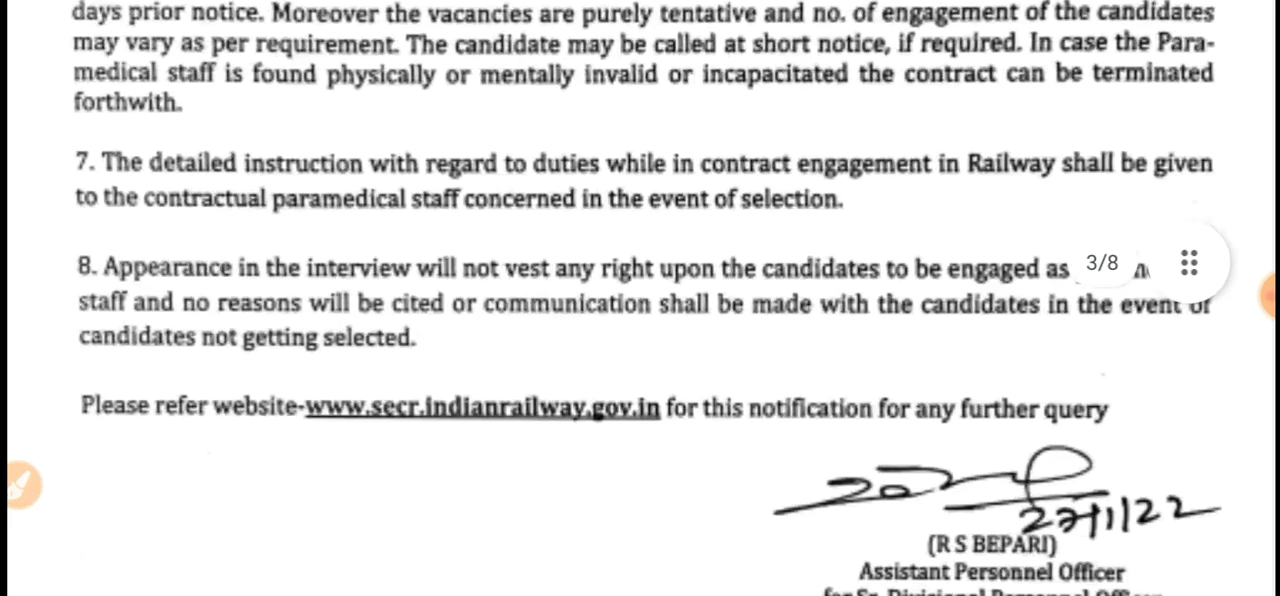 days prior notice. Moreover the vacancies are purely tentative and no. of engagement of the candidates
may vary as per requirement. The candidate may be called at short notice, if required. In case the Para-
medical staff is found physically or mentally invalid or incapacitated the contract can be terminated
forthwith.
7. The detailed instruction with regard to duties while in contract engagement in Railway shall be given
to the contractual paramedical staff concerned in the event of selection.
8. Appearance in the interview will not vest any right upon the candidates to be engaged as
3/8
staff and no reasons will be cited or communication shall be made with the candidates in the event of
candidates not getting selected.
Please refer website-www.secr.indianrailway.gov.in for this notification for any further query
27/1/22
(R S BEPARI)
Assistant Personnel Officer
for Sr. Divisional Personnel Officer